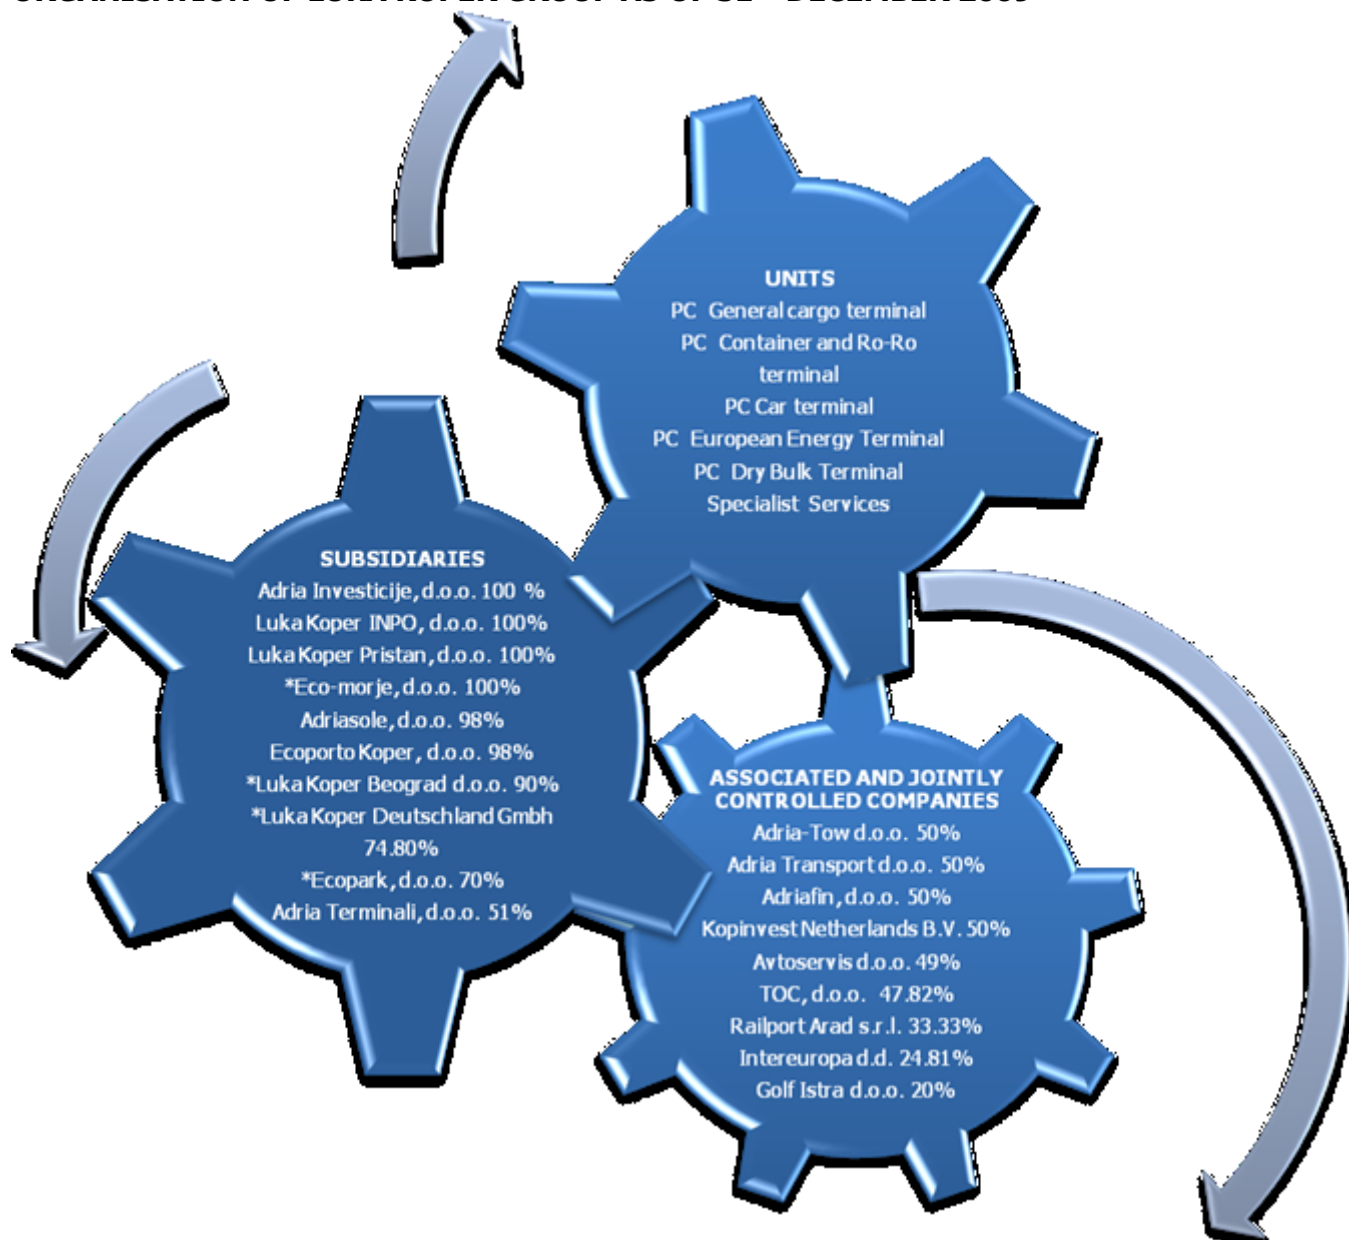 UNITS
PC General cargo terminal
PC Container and Ro-Ro
terminal
PC Car terminal
PC European Energy Terminal
PC Dry Bulk Terminal
Specialist Services
SUBSIDIARIES
Adria Investicije, d.o.o. 100 %
Luka Koper INPO, d.o.o. 100%
Luka Koper Pristan, d.o.o. 100%
*Eco-morje, d.o.o. 100%
Adriasole, d.o.o. 98%
Ecoporto Koper, d.o.o. 98%
*Luka Koper Beograd d.o.o. 90%
*Luka Koper Deutschland Gmbh
74.80%
*Ecopark, d.o.o. 70%
Adria Terminali, d.o.o. 51%
ASSOCIATED AND JOINTLY
CONTROLLED COMPANIES
Adria-Tow d.o.o. 50%
Adria Transport d.o.o. 50%
Adriafin, d.o.o. 50%
Kopinvest Netherlands B.V. 50%
Avtoservis d.o.o. 49%
TOC, d.o.o. 47.82%
Railport Arad s.r.l. 33.33%
Intereuropa d.d. 24.81%
Golf Istra d.o.o. 20%